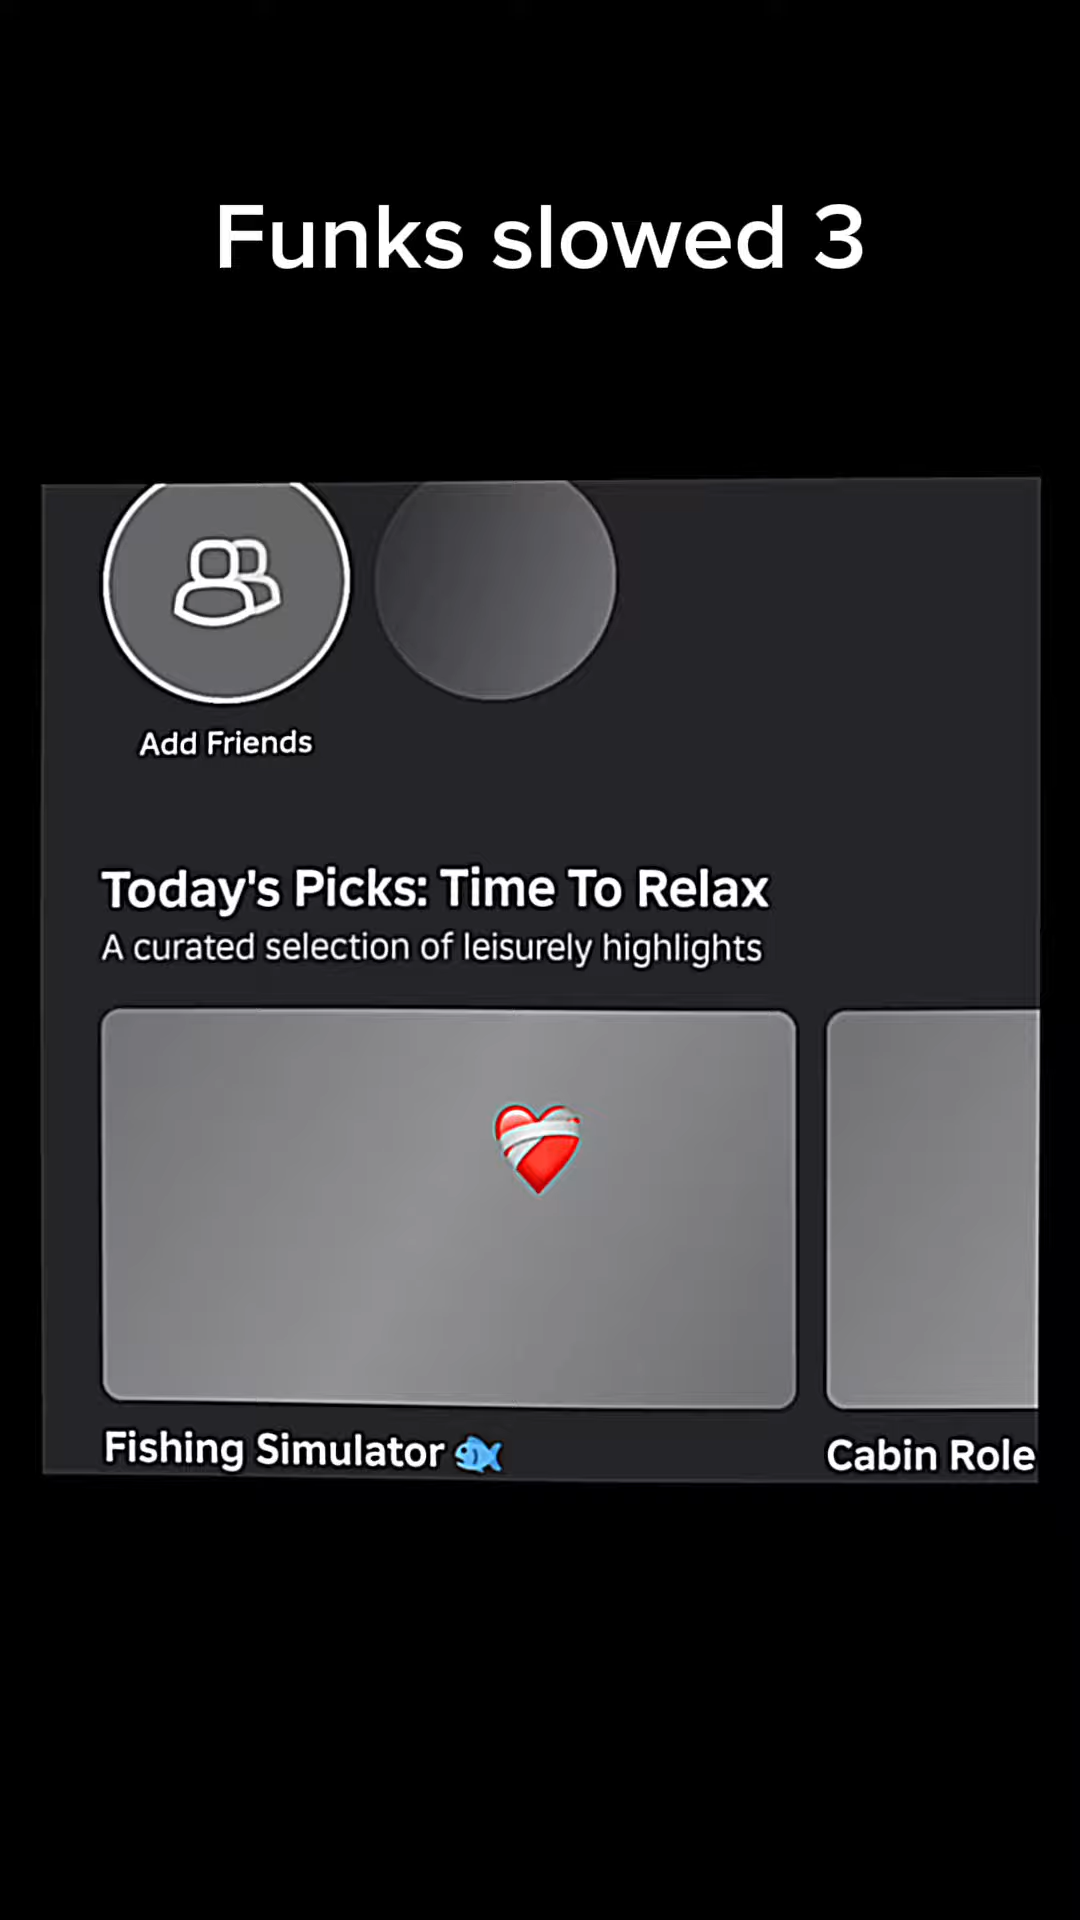 Funks slowed 3
Add Friends
Today's Picks: Time To Relax
A curated selection of leisurely highlights
Fishing Simulator 🐟
Cabin Role